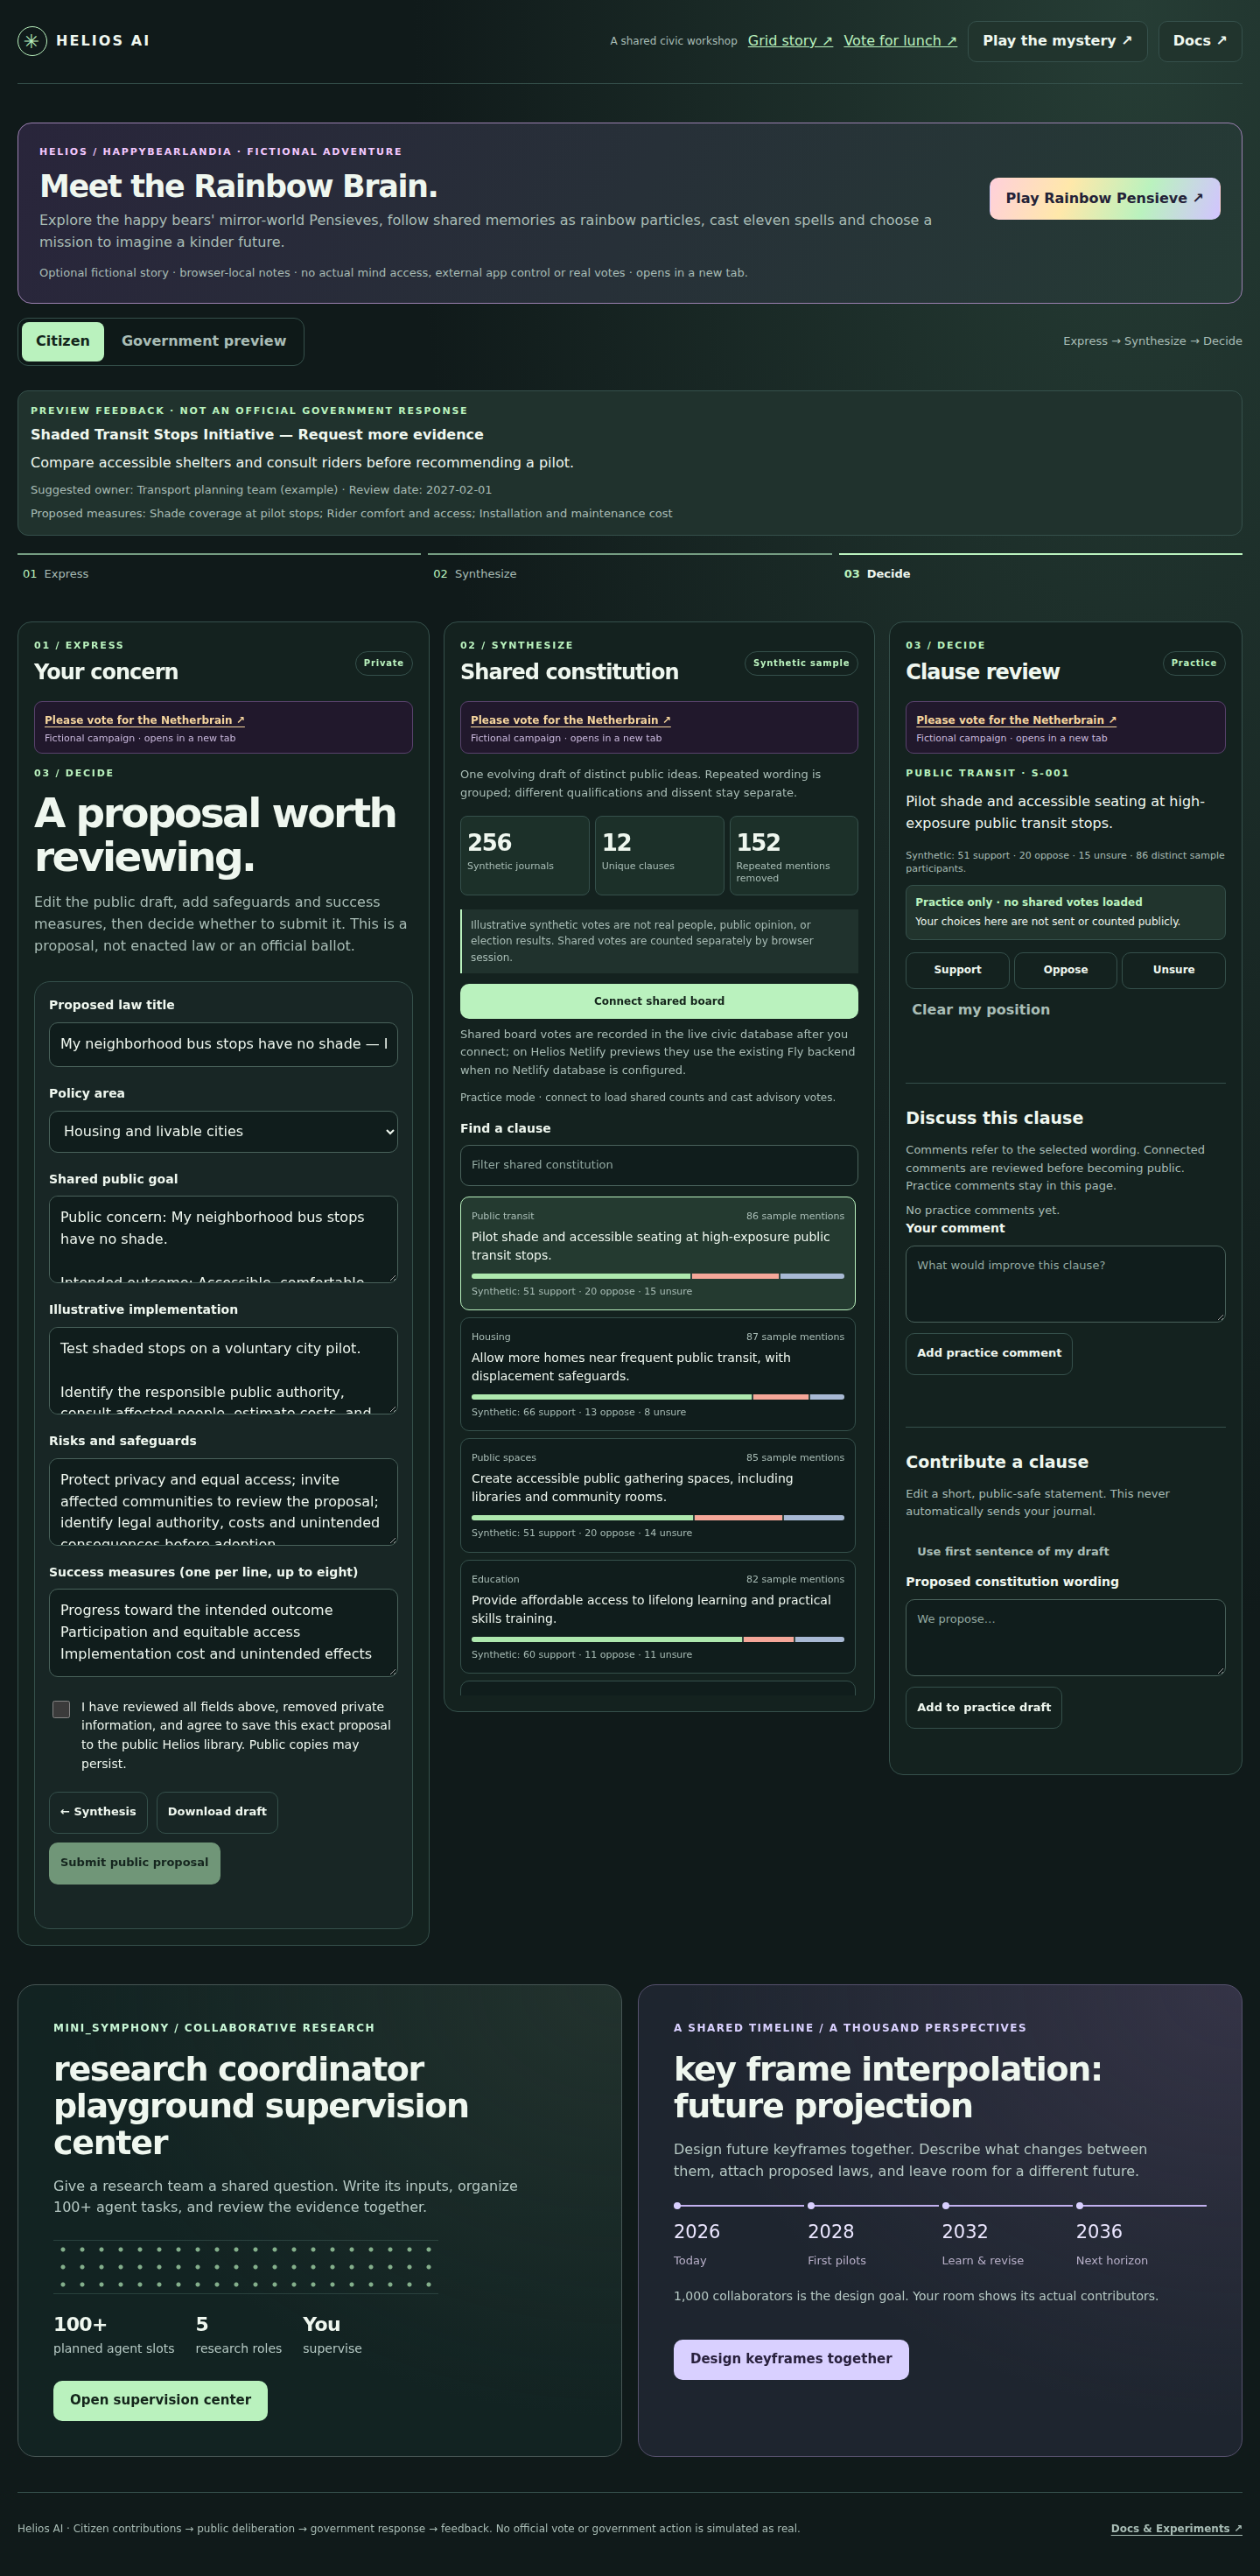 HELIOS AI
A shared civic workshop
Grid story ↗
Vote for lunch ↗
Play the mystery ↗
Docs ↗
HELIOS / HAPPYBEARLANDIA · FICTIONAL ADVENTURE
Meet the Rainbow Brain.
Explore the happy bears' mirror-world Pensieves, follow shared memories as rainbow particles, cast eleven spells and choose a
mission to imagine a kinder future.
Optional fictional story · browser-local notes · no actual mind access, external app control or real votes · opens in a new tab.
Play Rainbow Pensieve ↗
Citizen
Government preview
Express → Synthesize → Decide
PREVIEW FEEDBACK · NOT AN OFFICIAL GOVERNMENT RESPONSE
Shaded Transit Stops Initiative — Request more evidence
Compare accessible shelters and consult riders before recommending a pilot.
Suggested owner: Transport planning team (example) · Review date: 2027-02-01
Proposed measures: Shade coverage at pilot stops; Rider comfort and access; Installation and maintenance cost
01 Express
02 Synthesize
03 Decide
01 / EXPRESS
Your concern
Private
Please vote for the Netherbrain ↗
Fictional campaign · opens in a new tab
03 / DECIDE
A proposal worth
reviewing.
Edit the public draft, add safeguards and success
measures, then decide whether to submit it. This is a
proposal, not enacted law or an official ballot.
Proposed law title
My neighborhood bus stops have no shade — I
Policy area
Housing and livable cities
Shared public goal
Public concern: My neighborhood bus stops
have no shade.
Intended outcome: Accessible, comfortable
Illustrative implementation
Test shaded stops on a voluntary city pilot.
Identify the responsible public authority,
consult affected people, estimate costs, and
Risks and safeguards
Protect privacy and equal access; invite
affected communities to review the proposal;
identify legal authority, costs and unintended
consequences before adoption.
Success measures (one per line, up to eight)
Progress toward the intended outcome
Participation and equitable access
Implementation cost and unintended effects
I have reviewed all fields above, removed private
information, and agree to save this exact proposal
to the public Helios library. Public copies may
persist.
← Synthesis
Download draft
Submit public proposal
02 / SYNTHESIZE
Shared constitution
Synthetic sample
Please vote for the Netherbrain ↗
Fictional campaign · opens in a new tab
One evolving draft of distinct public ideas. Repeated wording is
grouped; different qualifications and dissent stay separate.
256
Synthetic journals
12
Unique clauses
152
Repeated mentions
removed
Illustrative synthetic votes are not real people, public opinion, or
election results. Shared votes are counted separately by browser
session.
Connect shared board
Shared board votes are recorded in the live civic database after you
connect; on Helios Netlify previews they use the existing Fly backend
when no Netlify database is configured.
Practice mode · connect to load shared counts and cast advisory votes.
Find a clause
Filter shared constitution
Public transit
86 sample mentions
Pilot shade and accessible seating at high-exposure public
transit stops.
Synthetic: 51 support · 20 oppose · 15 unsure
Housing
87 sample mentions
Allow more homes near frequent public transit, with
displacement safeguards.
Synthetic: 66 support · 13 oppose · 8 unsure
Public spaces
85 sample mentions
Create accessible public gathering spaces, including
libraries and community rooms.
Synthetic: 51 support · 20 oppose · 14 unsure
Education
82 sample mentions
Provide affordable access to lifelong learning and practical
skills training.
Synthetic: 60 support · 11 oppose · 11 unsure
03 / DECIDE
Clause review
Practice
Please vote for the Netherbrain ↗
Fictional campaign · opens in a new tab
PUBLIC TRANSIT · S-001
Pilot shade and accessible seating at high-
exposure public transit stops.
Synthetic: 51 support · 20 oppose · 15 unsure · 86 distinct sample
participants.
Practice only · no shared votes loaded
Your choices here are not sent or counted publicly.
Support
Oppose
Unsure
Clear my position
Discuss this clause
Comments refer to the selected wording. Connected
comments are reviewed before becoming public.
Practice comments stay in this page.
No practice comments yet.
Your comment
What would improve this clause?
Add practice comment
Contribute a clause
Edit a short, public-safe statement. This never
automatically sends your journal.
Use first sentence of my draft
Proposed constitution wording
We propose...
Add to practice draft
MINI_SYMPHONY / COLLABORATIVE RESEARCH
research coordinator
playground supervision
center
Give a research team a shared question. Write its inputs, organize
100+ agent tasks, and review the evidence together.
100+
planned agent slots
5
research roles
You
supervise
Open supervision center
A SHARED TIMELINE / A THOUSAND PERSPECTIVES
key frame interpolation:
future projection
Design future keyframes together. Describe what changes between
them, attach proposed laws, and leave room for a different future.
2026
Today
2028
First pilots
2032
Learn & revise
2036
Next horizon
1,000 collaborators is the design goal. Your room shows its actual contributors.
Design keyframes together
Helios AI · Citizen contributions → public deliberation → government response → feedback. No official vote or government action is simulated as real.
Docs & Experiments ↗